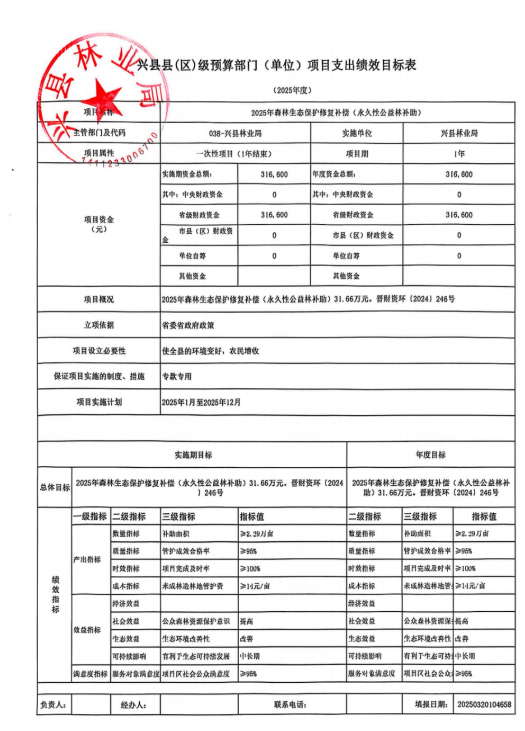 兴县县(区)级预算部门（单位）项目支出绩效目标表
（2025年度）
项目名称 2025年森林生态保护修复补偿（永久性公益林补助）
主管部门及代码 038-兴县林业局 实施单位 兴县林业局
项目属性 一次性项目（1年结束） 项目期 1年
项目资金（元） 实施期资金总额： 316,600 年度资金总额： 316,600
其中：中央财政资金 0 其中：中央财政资金 0
省级财政资金 316,600 省级财政资金 316,600
市县（区）财政资金 0 市县（区）财政资金 0
单位自筹 0 单位自筹 0
其他资金 其他资金
项目概况 2025年森林生态保护修复补偿（永久性公益林补助）31.66万元。晋财资环〔2024〕246号
立项依据 省委省政府政策
项目设立必要性 使全县的环境变好，农民增收
保证项目实施的制度、措施 专款专用
项目实施计划 2025年1月至2025年12月
实施期目标 年度目标
总体目标 2025年森林生态保护修复补偿（永久性公益林补助）31.66万元。晋财资环〔2024〕246号 2025年森林生态保护修复补偿（永久性公益林补助）31.66万元。晋财资环〔2024〕246号
绩效指标
一级指标 二级指标 三级指标 指标值 二级指标 三级指标 指标值
产出指标 数量指标 补助面积 ≥2.29万亩 数量指标 补助面积 ≥2.29万亩
质量指标 管护成效合格率 ≥95% 质量指标 管护成效合格率 ≥95%
时效指标 项目完成及时率 ≥100% 时效指标 项目完成及时率 ≥100%
成本指标 未成林造林地管护费 ≥14元/亩 成本指标 未成林造林地管 ≥14元/亩
效益指标 经济效益 经济效益
社会效益 公众森林资源保护意识 提高 社会效益 公众森林资源保 提高
生态效益 生态环境改善性 改善 生态效益 生态环境改善性 改善
可持续影响 有利于生态可持续发展 中长期 可持续影响 有利于生态可持 中长期
满意度指标 服务对象满意度 项目区社会公众满意度 ≥95% 服务对象满意度 项目区社会公众 ≥95%
负责人： 经办人： 联系电话： 填报日期： 20250320104658
兴县林业局